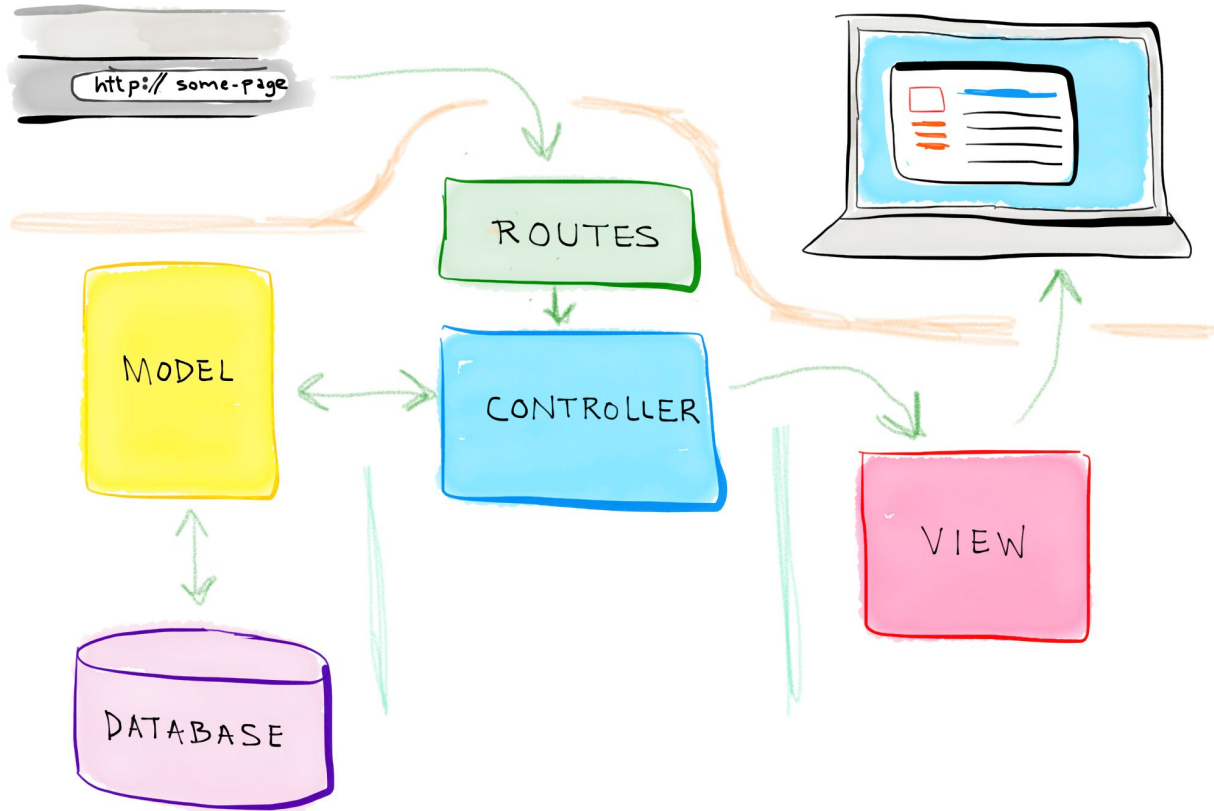 http:// some-page
ROUTES
MODEL
CONTROLLER
VIEW
DATABASE